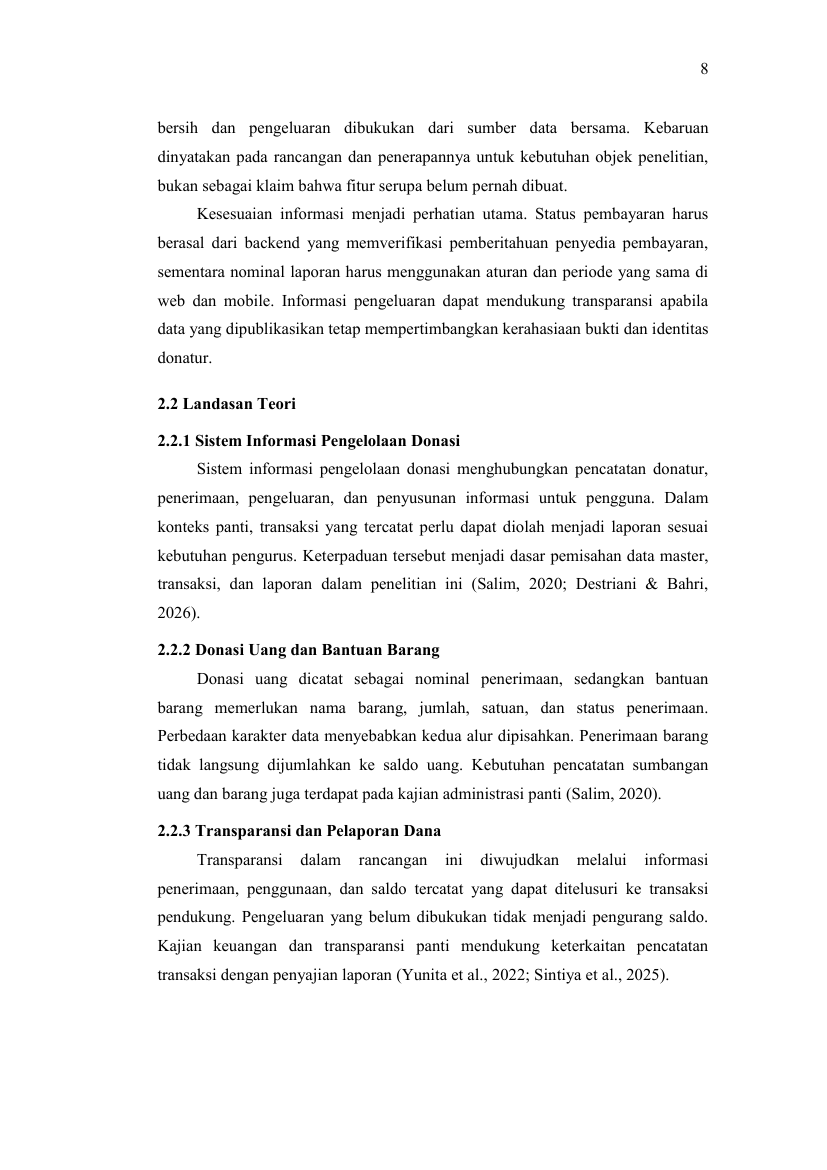 8
bersih dan pengeluaran dibukukan dari sumber data bersama. Kebaruan
dinyatakan pada rancangan dan penerapannya untuk kebutuhan objek penelitian,
bukan sebagai klaim bahwa fitur serupa belum pernah dibuat.
Kesesuaian informasi menjadi perhatian utama. Status pembayaran harus
berasal dari backend yang memverifikasi pemberitahuan penyedia pembayaran,
sementara nominal laporan harus menggunakan aturan dan periode yang sama di
web dan mobile. Informasi pengeluaran dapat mendukung transparansi apabila
data yang dipublikasikan tetap mempertimbangkan kerahasiaan bukti dan identitas
donatur.
2.2 Landasan Teori
2.2.1 Sistem Informasi Pengelolaan Donasi
Sistem informasi pengelolaan donasi menghubungkan pencatatan donatur,
penerimaan, pengeluaran, dan penyusunan informasi untuk pengguna. Dalam
konteks panti, transaksi yang tercatat perlu dapat diolah menjadi laporan sesuai
kebutuhan pengurus. Keterpaduan tersebut menjadi dasar pemisahan data master,
transaksi, dan laporan dalam penelitian ini (Salim, 2020; Destriani & Bahri,
2026).
2.2.2 Donasi Uang dan Bantuan Barang
Donasi uang dicatat sebagai nominal penerimaan, sedangkan bantuan
barang memerlukan nama barang, jumlah, satuan, dan status penerimaan.
Perbedaan karakter data menyebabkan kedua alur dipisahkan. Penerimaan barang
tidak langsung dijumlahkan ke saldo uang. Kebutuhan pencatatan sumbangan
uang dan barang juga terdapat pada kajian administrasi panti (Salim, 2020).
2.2.3 Transparansi dan Pelaporan Dana
Transparansi dalam rancangan ini diwujudkan melalui informasi
penerimaan, penggunaan, dan saldo tercatat yang dapat ditelusuri ke transaksi
pendukung. Pengeluaran yang belum dibukukan tidak menjadi pengurang saldo.
Kajian keuangan dan transparansi panti mendukung keterkaitan pencatatan
transaksi dengan penyajian laporan (Yunita et al., 2022; Sintiya et al., 2025).